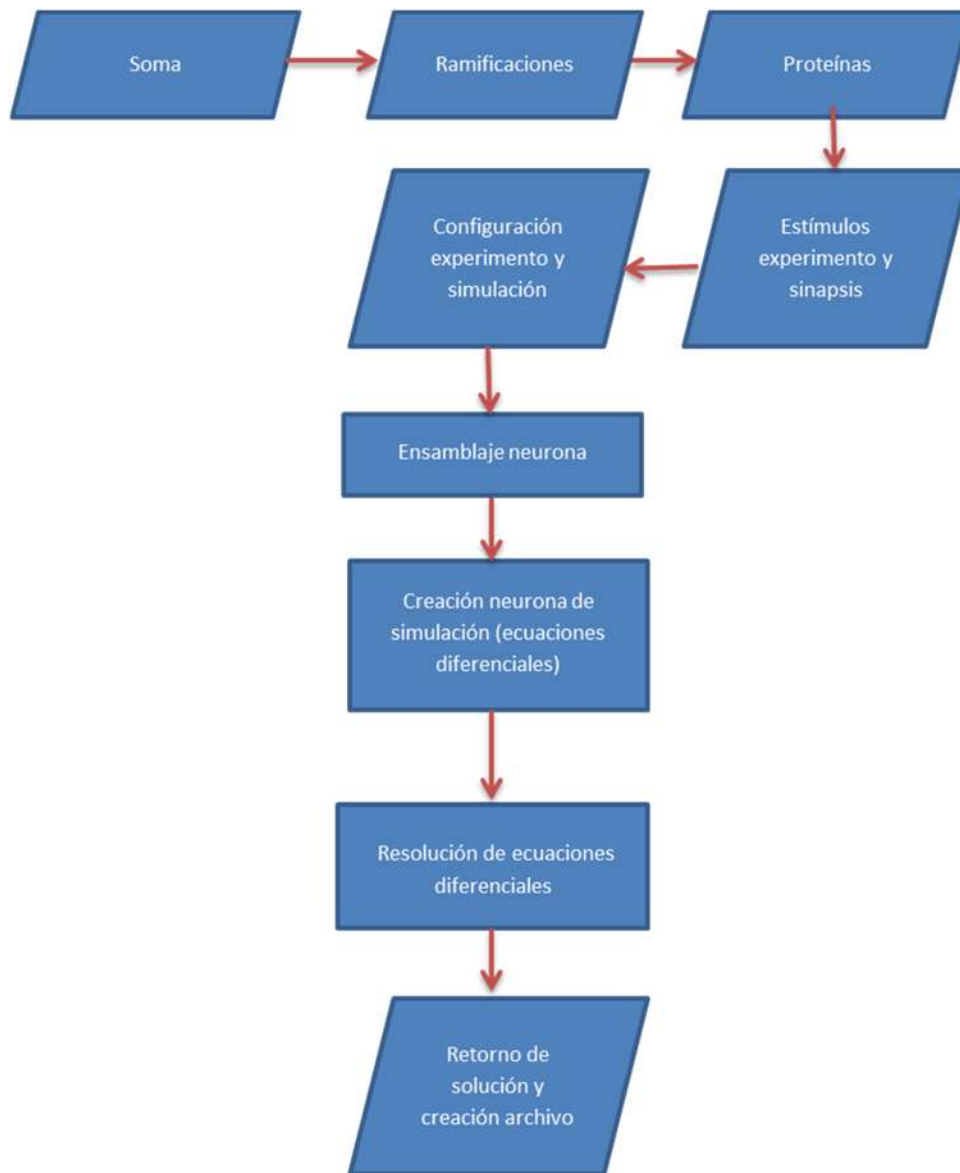 Soma
Ramificaciones
Proteínas
Estímulos
experimento y
sinapsis
Configuración
experimento y
simulación
Ensamblaje neurona
Creación neurona de
simulación (ecuaciones
diferenciales)
Resolución de ecuaciones
diferenciales
Retorno de
solución y
creación archivo